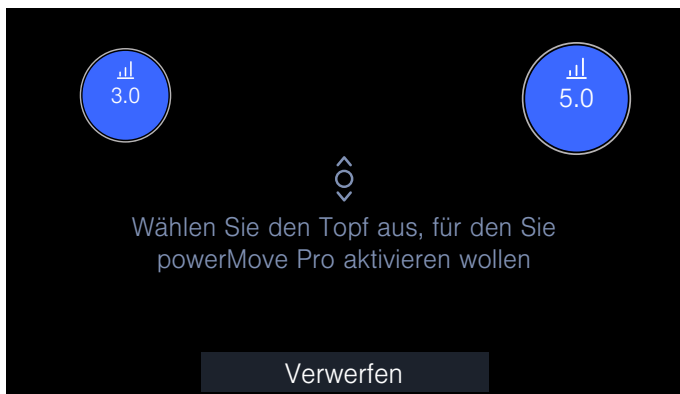 3.0
5.0
Wählen Sie den Topf aus, für den Sie
powerMove Pro aktivieren wollen
Verwerfen